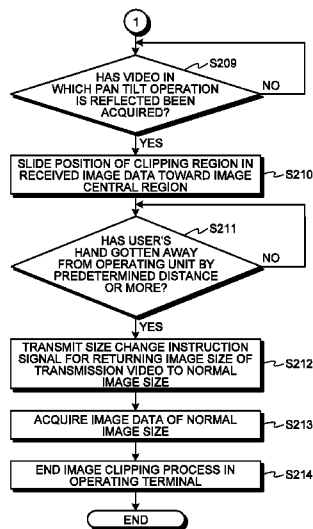 1
S209
HAS VIDEO IN
WHICH PAN TILT OPERATION
IS REFLECTED BEEN
ACQUIRED?
NO
YES
SLIDE POSITION OF CLIPPING REGION IN
RECEIVED IMAGE DATA TOWARD IMAGE
CENTRAL REGION
S210
S211
HAS USER'S
HAND GOTTEN AWAY
FROM OPERATING UNIT BY
PREDETERMINED DISTANCE
OR MORE?
NO
YES
TRANSMIT SIZE CHANGE INSTRUCTION
SIGNAL FOR RETURNING IMAGE SIZE OF
TRANSMISSION VIDEO TO NORMAL
IMAGE SIZE
S212
ACQUIRE IMAGE DATA OF NORMAL
IMAGE SIZE
S213
END IMAGE CLIPPING PROCESS IN
OPERATING TERMINAL
S214
END